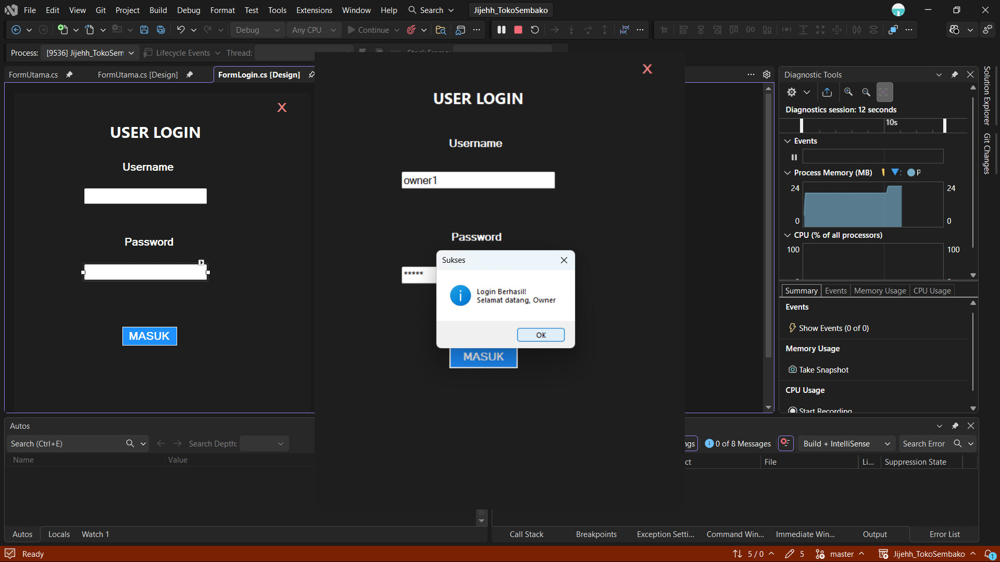 File Edit View Git Project Build Debug Format Test Tools Extensions Window Help Search Jijehh_TokoSembako
Debug Any CPU Continue
Process: [9536] Jijehh_TokoSem Lifecycle Events Thread:
FormUtama.cs FormUtama.cs [Design] FormLogin.cs [Design]
X
USER LOGIN
Username
Password
MASUK
X
USER LOGIN
Username
owner1
Password
*****
Sukses
Login Berhasil!
Selamat datang, Owner
OK
MASUK
Diagnostic Tools
Diagnostics session: 12 seconds
10s
Events
Process Memory (MB) P
24 24
0 0
CPU (% of all processors)
100 100
Summary Events Memory Usage CPU Usage
Events
Show Events (0 of 0)
Memory Usage
Take Snapshot
CPU Usage
Start Recording
Solution Explorer
Git Changes
Autos
Search (Ctrl+E) Search Depth:
Name Value
Autos Locals Watch 1
0 of 8 Messages Build + IntelliSense Search Error
File Li... Suppression State
Call Stack Breakpoints Exception Setti... Command Win... Immediate Win... Output Error List
Ready 5 / 0 5 master Jijehh_TokoSembako 1